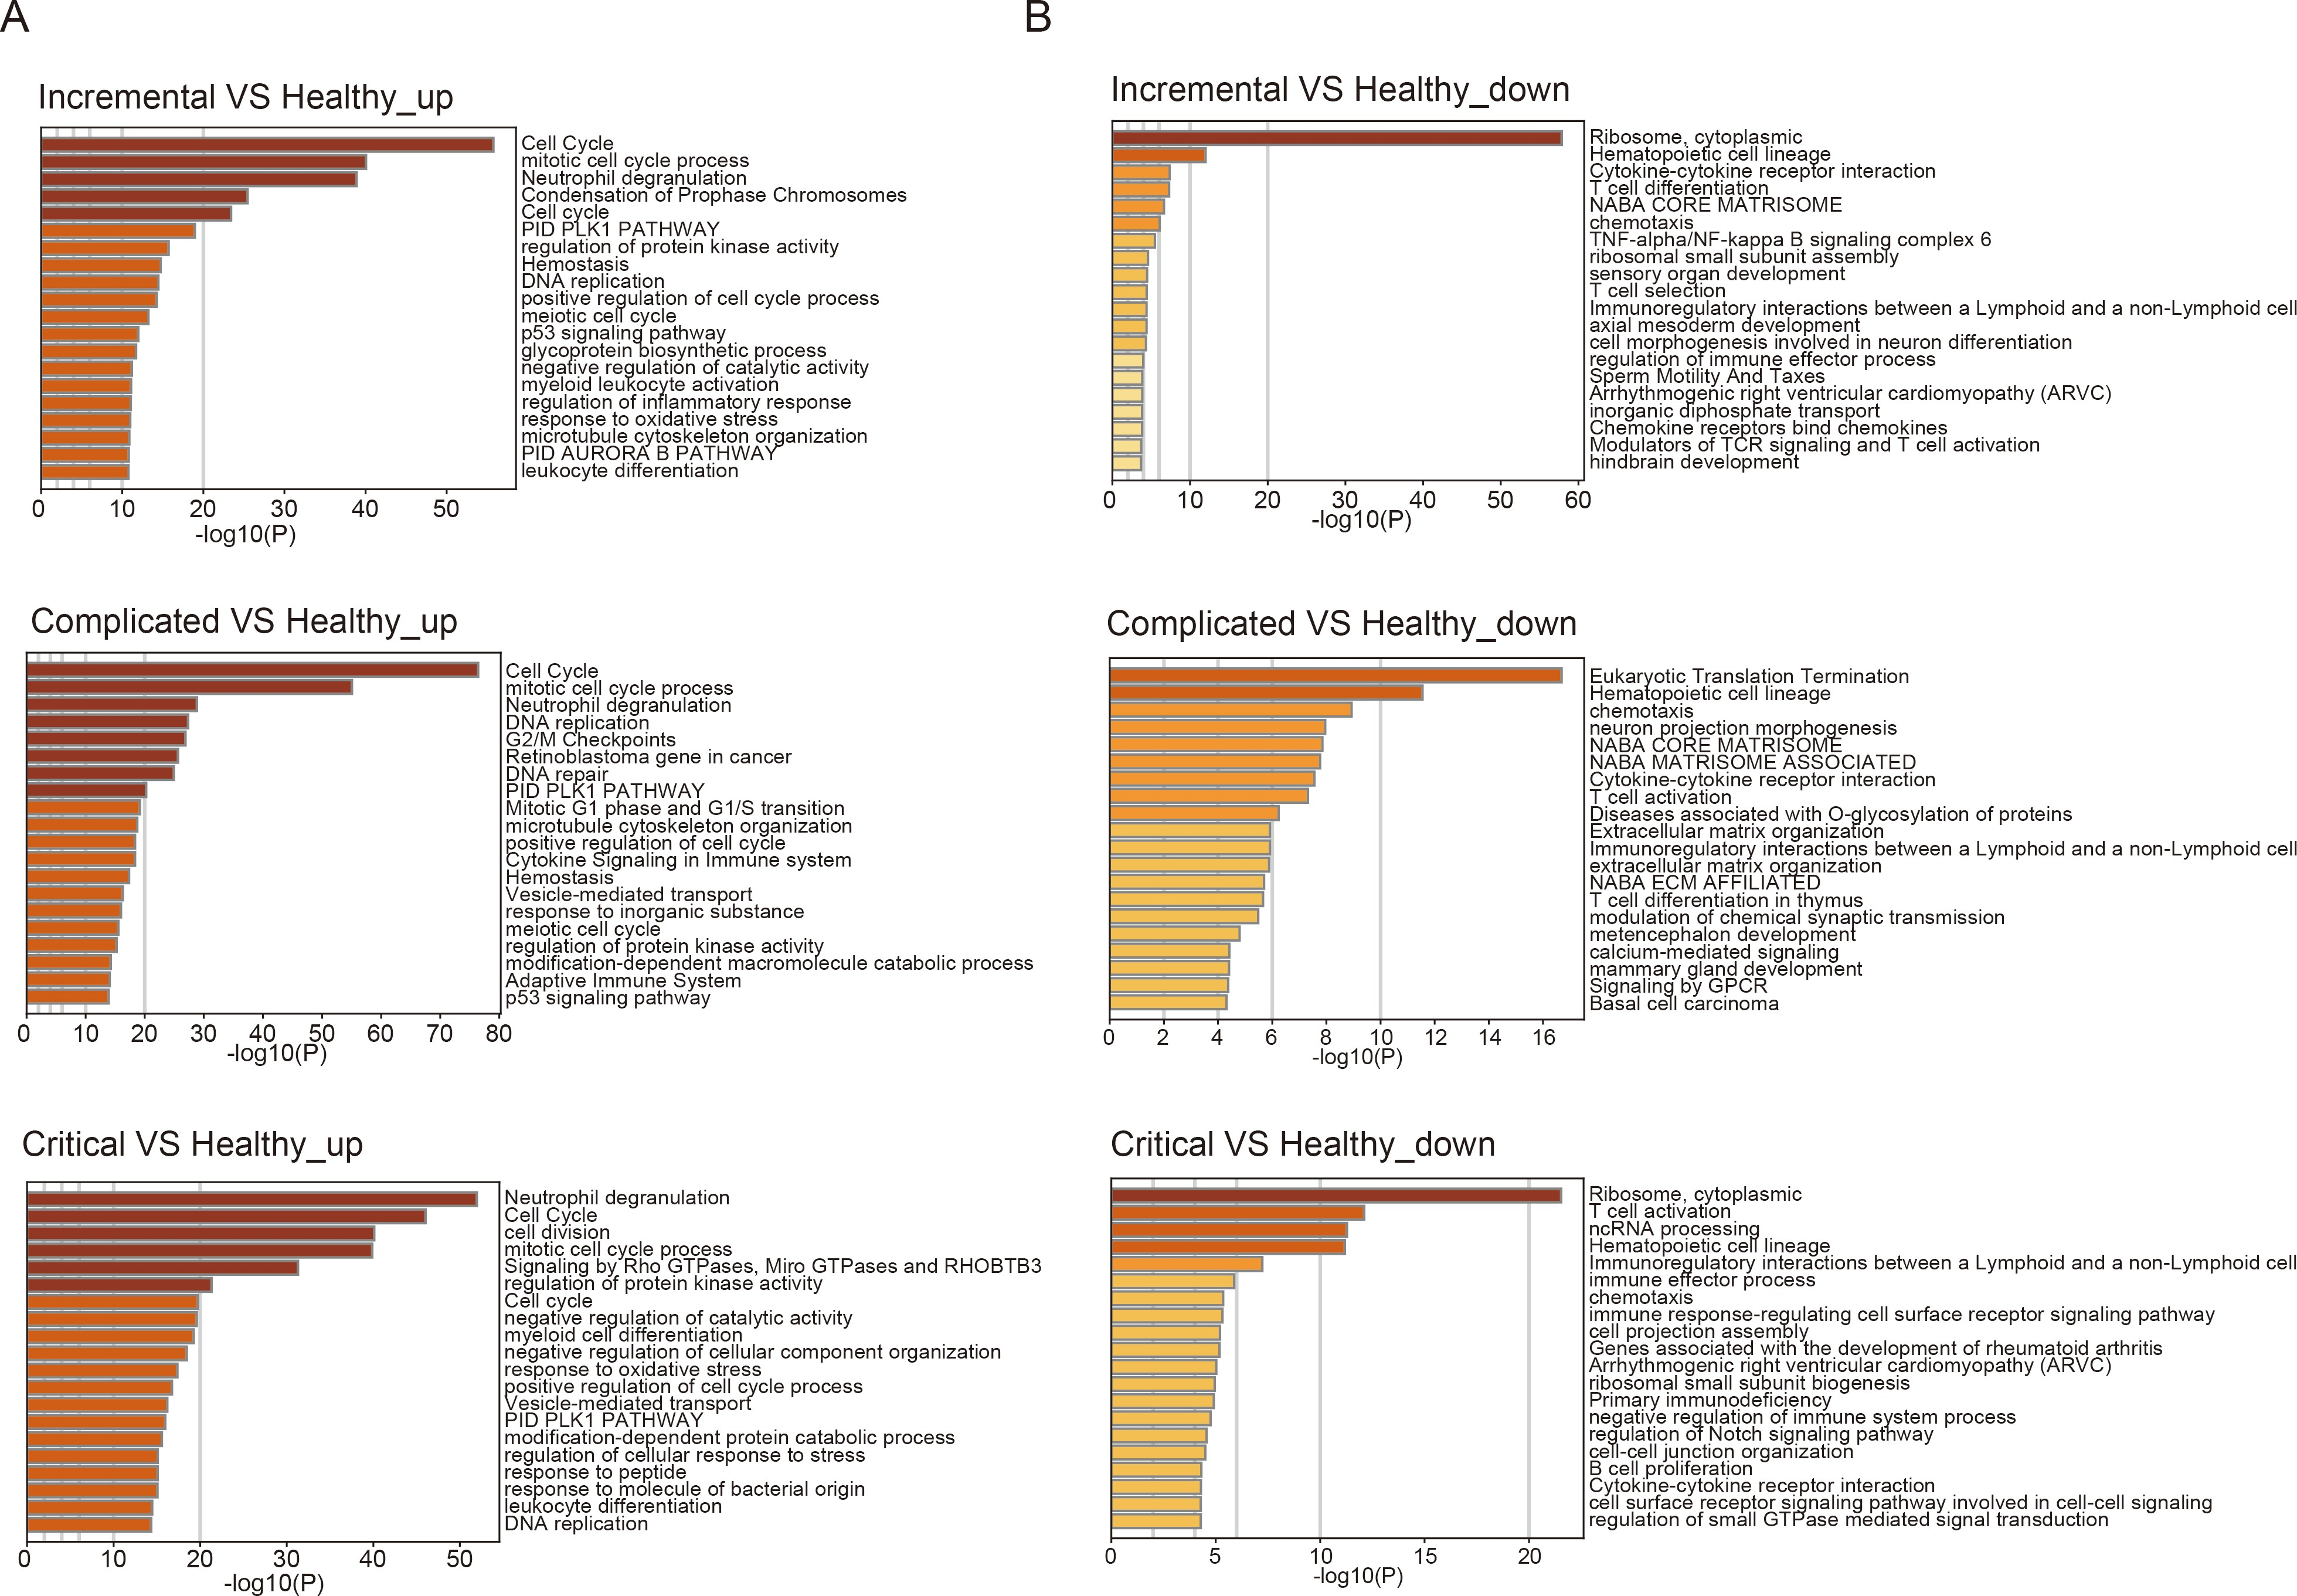 A
Incremental VS Healthy_up
Cell Cycle
mitotic cell cycle process
Neutrophil degranulation
Condensation of Prophase Chromosomes
Cell cycle
PID PLK1 PATHWAY
regulation of protein kinase activity
Hemostasis
DNA replication
positive regulation of cell cycle process
meiotic cell cycle
p53 signaling pathway
glycoprotein biosynthetic process
negative regulation of catalytic activity
myeloid leukocyte activation
regulation of inflammatory response
response to oxidative stress
microtubule cytoskeleton organization
PID AURORA B PATHWAY
leukocyte differentiation
0 10 20 30 40 50
-log10(P)
Complicated VS Healthy_up
Cell Cycle
mitotic cell cycle process
Neutrophil degranulation
DNA replication
G2/M Checkpoints
Retinoblastoma gene in cancer
DNA repair
PID PLK1 PATHWAY
Mitotic G1 phase and G1/S transition
microtubule cytoskeleton organization
positive regulation of cell cycle
Cytokine Signaling in Immune system
Hemostasis
Vesicle-mediated transport
response to inorganic substance
meiotic cell cycle
regulation of protein kinase activity
modification-dependent macromolecule catabolic process
Adaptive Immune System
p53 signaling pathway
0 10 20 30 40 50 60 70 80
-log10(P)
Critical VS Healthy_up
Neutrophil degranulation
Cell Cycle
cell division
mitotic cell cycle process
Signaling by Rho GTPases, Miro GTPases and RHOBTB3
regulation of protein kinase activity
Cell cycle
negative regulation of catalytic activity
myeloid cell differentiation
negative regulation of cellular component organization
response to oxidative stress
positive regulation of cell cycle process
Vesicle-mediated transport
PID PLK1 PATHWAY
modification-dependent protein catabolic process
regulation of cellular response to stress
response to peptide
response to molecule of bacterial origin
leukocyte differentiation
DNA replication
0 10 20 30 40 50
-log10(P)
B
Incremental VS Healthy_down
Ribosome, cytoplasmic
Hematopoietic cell lineage
Cytokine-cytokine receptor interaction
T cell differentiation
NABA CORE MATRISOME
chemotaxis
TNF-alpha/NF-kappa B signaling complex 6
ribosomal small subunit assembly
sensory organ development
T cell selection
Immunoregulatory interactions between a Lymphoid and a non-Lymphoid cell
axial mesoderm development
cell morphogenesis involved in neuron differentiation
regulation of immune effector process
Sperm Motility And Taxes
Arrhythmogenic right ventricular cardiomyopathy (ARVC)
inorganic diphosphate transport
Chemokine receptors bind chemokines
Modulators of TCR signaling and T cell activation
hindbrain development
0 10 20 30 40 50 60
-log10(P)
Complicated VS Healthy_down
Eukaryotic Translation Termination
Hematopoietic cell lineage
chemotaxis
neuron projection morphogenesis
NABA CORE MATRISOME
NABA MATRISOME ASSOCIATED
Cytokine-cytokine receptor interaction
T cell activation
Diseases associated with O-glycosylation of proteins
Extracellular matrix organization
Immunoregulatory interactions between a Lymphoid and a non-Lymphoid cell
extracellular matrix organization
NABA ECM AFFILIATED
T cell differentiation in thymus
modulation of chemical synaptic transmission
metencephalon development
calcium-mediated signaling
mammary gland development
Signaling by GPCR
Basal cell carcinoma
0 2 4 6 8 10 12 14 16
-log10(P)
Critical VS Healthy_down
Ribosome, cytoplasmic
T cell activation
ncRNA processing
Hematopoietic cell lineage
Immunoregulatory interactions between a Lymphoid and a non-Lymphoid cell
immune effector process
chemotaxis
immune response-regulating cell surface receptor signaling pathway
cell projection assembly
Genes associated with the development of rheumatoid arthritis
Arrhythmogenic right ventricular cardiomyopathy (ARVC)
ribosomal small subunit biogenesis
Primary immunodeficiency
negative regulation of immune system process
regulation of Notch signaling pathway
cell-cell junction organization
B cell proliferation
Cytokine-cytokine receptor interaction
cell surface receptor signaling pathway involved in cell-cell signaling
regulation of small GTPase mediated signal transduction
0 5 10 15 20
-log10(P)